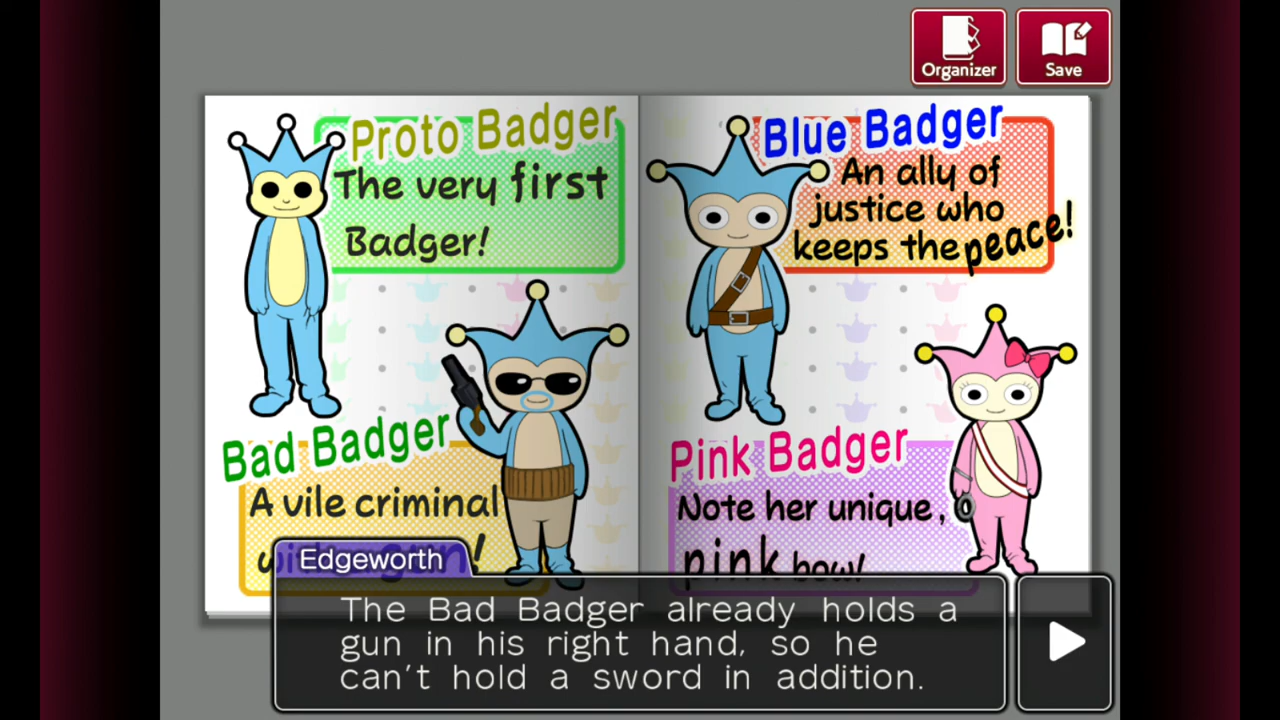 Organizer
Save
Proto Badger
The very first
Badger!
Blue Badger
An ally of
justice who
keeps the peace!
Bad Badger
A vile criminal
Pink Badger
Note her unique,
pink bow!
Edgeworth
The Bad Badger already holds a
gun in his right hand, so he
can't hold a sword in addition.